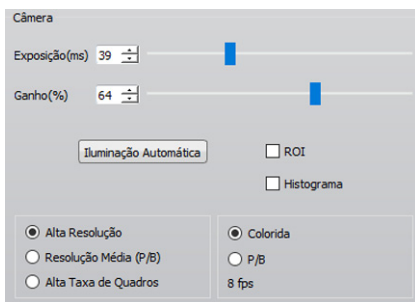 Câmera
Exposição(ms) 39
Ganho(%) 64
Iluminação Automática
ROI
Histograma
Alta Resolução
Resolução Média (P/B)
Alta Taxa de Quadros
Colorida
P/B
8 fps